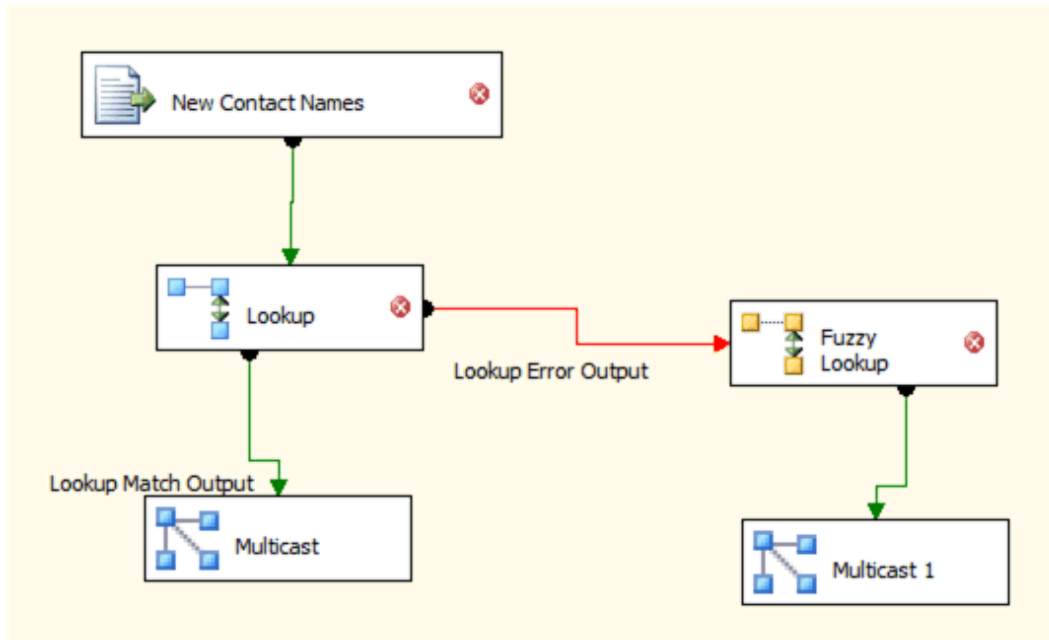 New Contact Names
Lookup
Lookup Error Output
Fuzzy
Lookup
Lookup Match Output
Multicast
Multicast 1